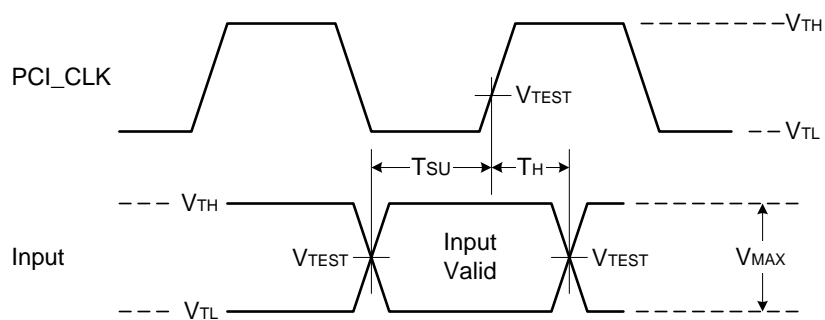 VTH
PCI_CLK
VTEST
VTL
TSU
TH
VTH
Input
VTEST
Input
Valid
VTEST
VMAX
VTL